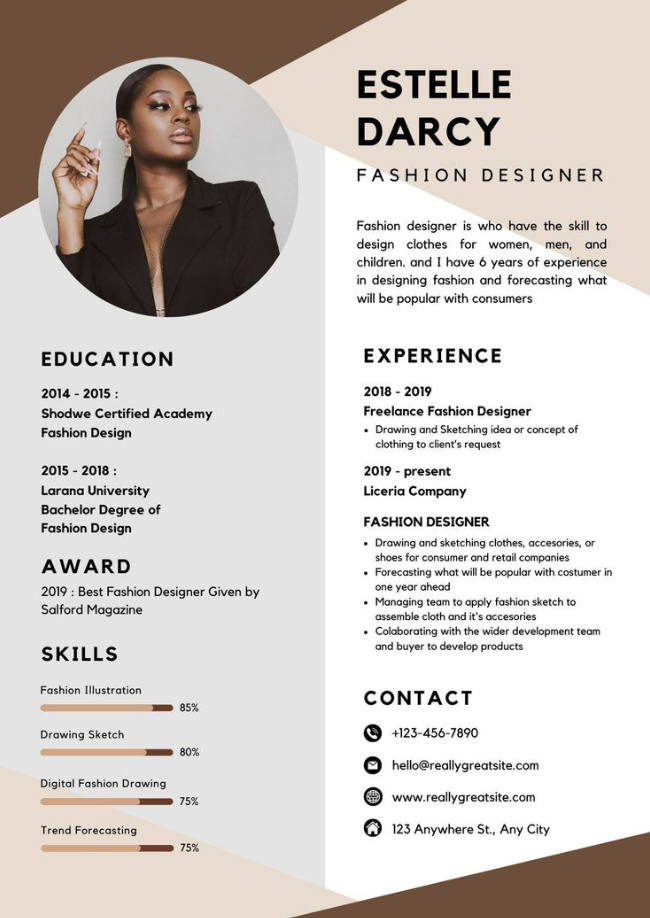 ESTELLE
DARCY
FASHION DESIGNER
Fashion designer is who have the skill to
design clothes for women, men, and
children. and I have 6 years of experience
in designing fashion and forecasting what
will be popular with consumers
EDUCATION
2014 - 2015 :
Shodwe Certified Academy
Fashion Design
2015 - 2018 :
Larana University
Bachelor Degree of
Fashion Design
AWARD
2019 : Best Fashion Designer Given by
Salford Magazine
SKILLS
Fashion Illustration
85%
Drawing Sketch
80%
Digital Fashion Drawing
75%
Trend Forecasting
75%
EXPERIENCE
2018 - 2019
Freelance Fashion Designer
• Drawing and Sketching idea or concept of
clothing to client's request
2019 - present
Liceria Company
FASHION DESIGNER
• Drawing and sketching clothes, accesories, or
shoes for consumer and retail companies
• Forecasting what will be popular with costumer in
one year ahead
• Managing team to apply fashion sketch to
assemble cloth and it's accesories
• Colaborating with the wider development team
and buyer to develop products
CONTACT
+123-456-7890
hello@reallygreatsite.com
www.reallygreatsite.com
123 Anywhere St., Any City